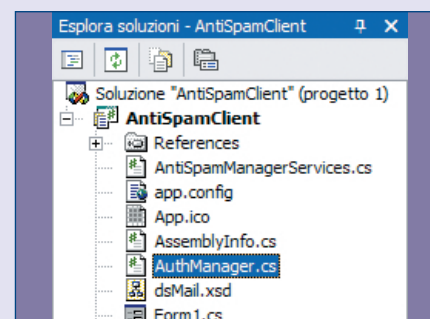 Esplora soluzioni - AntiSpamClient
Soluzione "AntiSpamClient" (progetto 1)
AntiSpamClient
References
AntiSpamManagerServices.cs
app.config
App.ico
AssemblyInfo.cs
AuthManager.cs
dsMail.xsd
Form1.cs